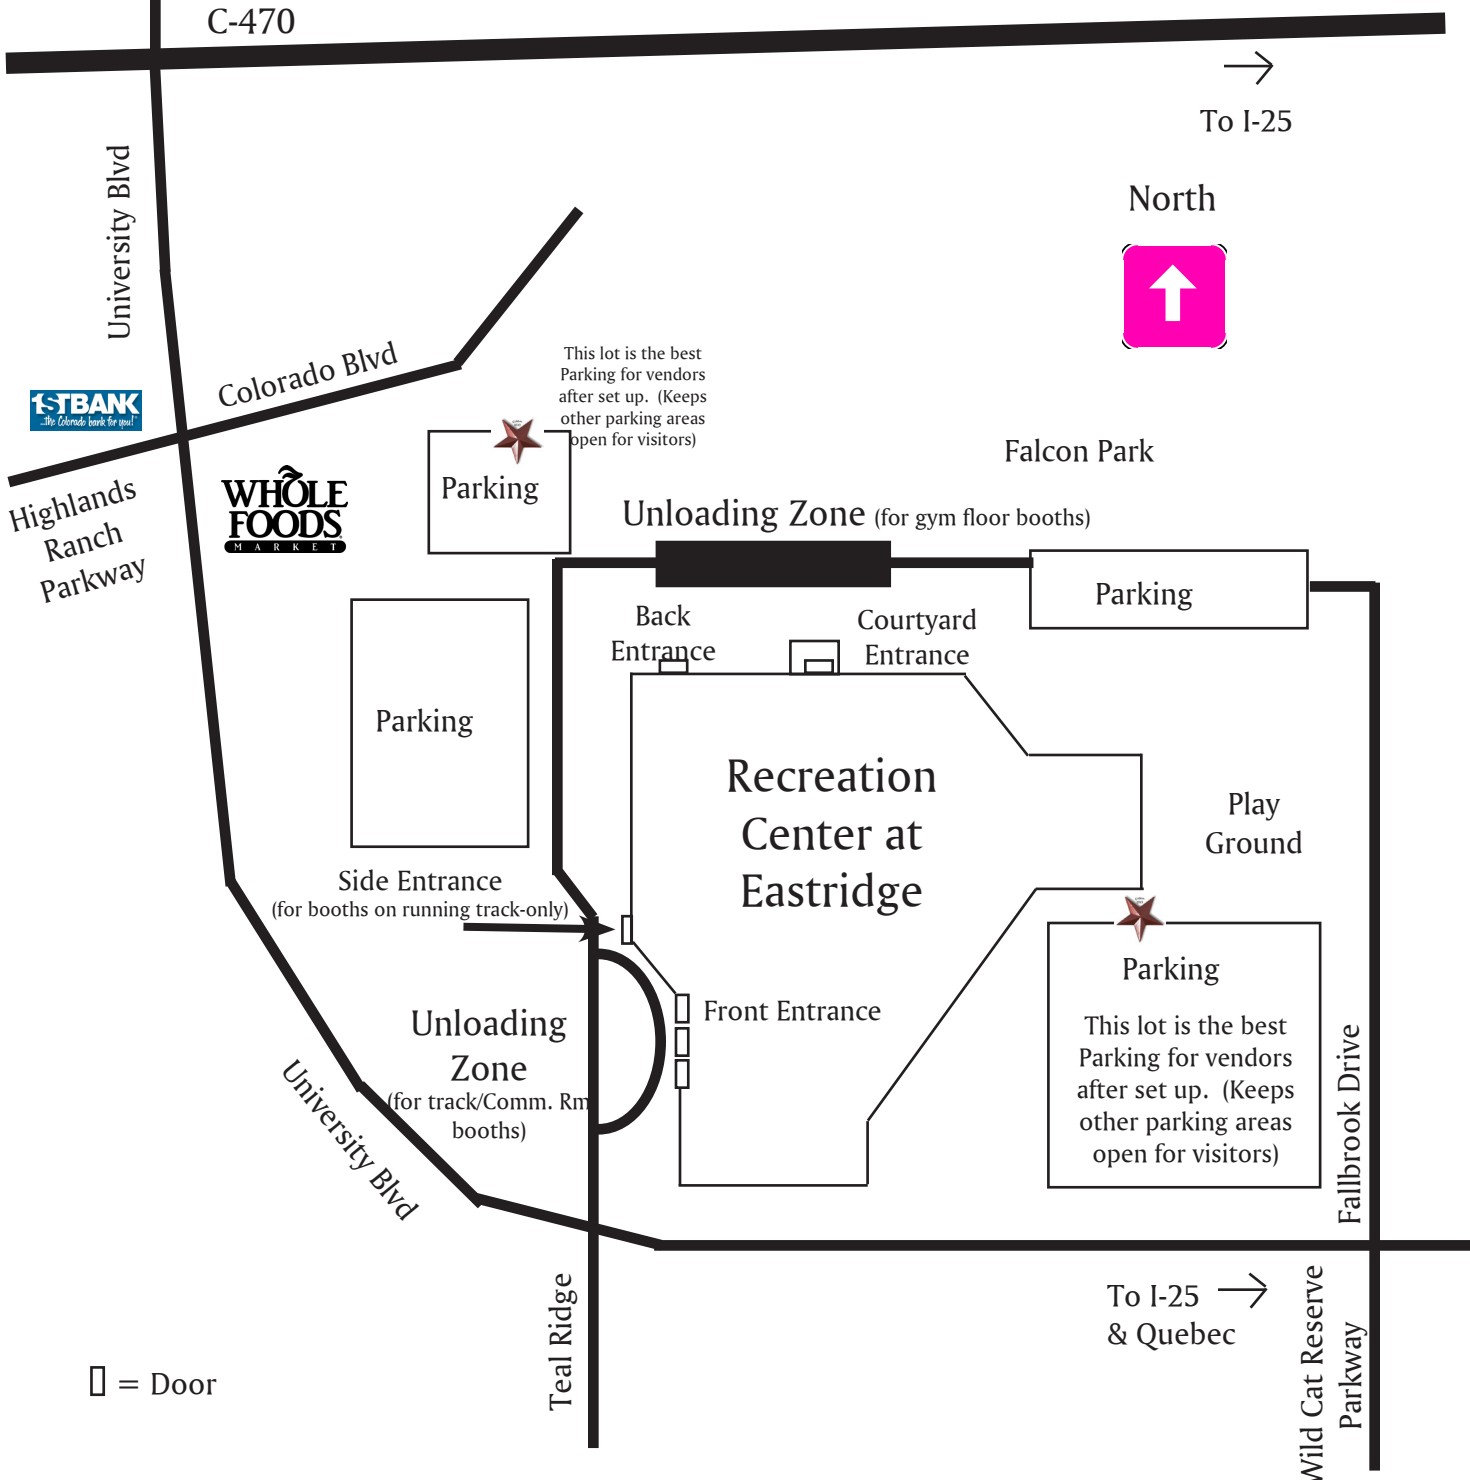 C-470
To I-25
North
University Blvd
Colorado Blvd
This lot is the best
Parking for vendors
after set up.  (Keeps
other parking areas
open for visitors)
1STBANK
...the Colorado bank for you!
Highlands
Ranch
Parkway
WHOLE
FOODS
MARKET
Parking
Falcon Park
Unloading Zone (for gym floor booths)
Parking
Back
Entrance
Courtyard
Entrance
Parking
Recreation
Center at
Eastridge
Play
Ground
Side Entrance
(for booths on running track-only)
Parking
This lot is the best
Parking for vendors
after set up.  (Keeps
other parking areas
open for visitors)
Front Entrance
Unloading
Zone
(for track/Comm. Rm
booths)
University Blvd
Fallbrook Drive
To I-25
& Quebec
Teal Ridge
Wild Cat Reserve
Parkway
= Door